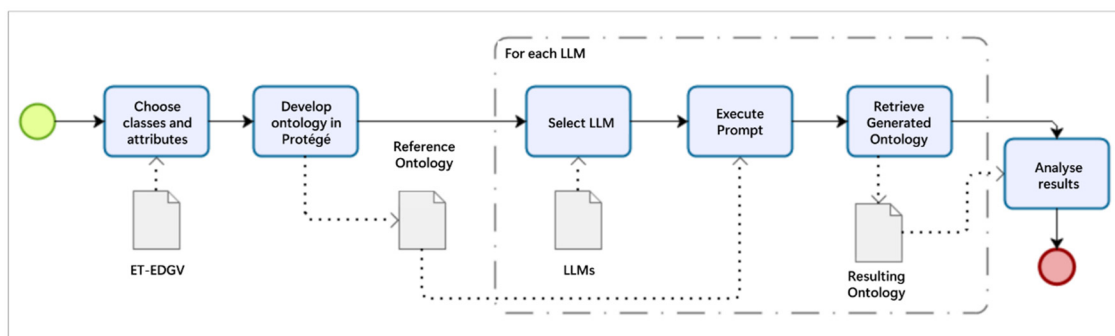 For each LLM
Choose
classes and
attributes
Develop
ontology in
Protégé
Select LLM
Execute
Prompt
Retrieve
Generated
Ontology
Reference
Ontology
Analyse
results
ET-EDGV
LLMs
Resulting
Ontology